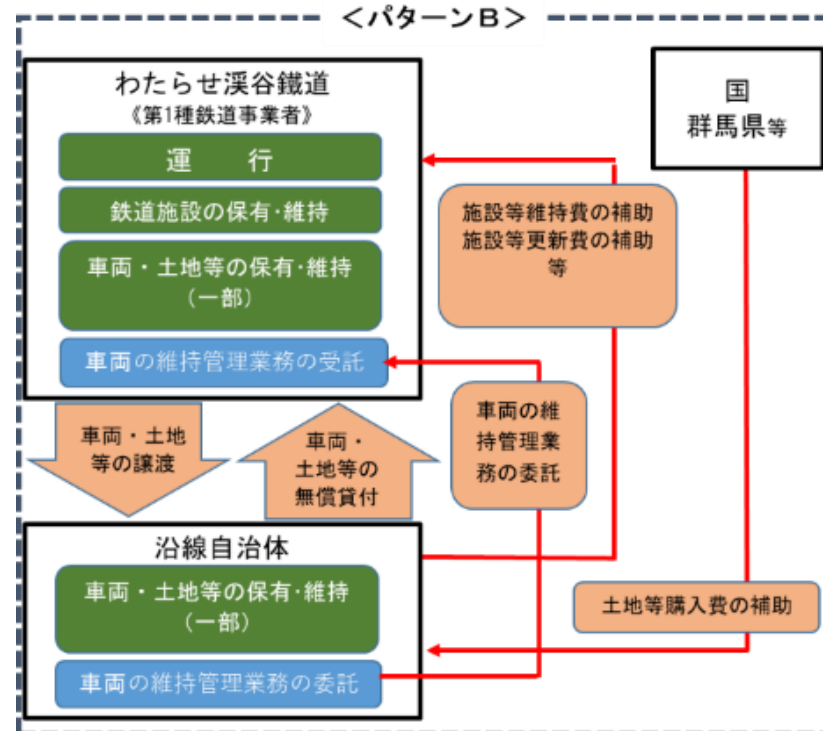 ＜パターンＢ＞
わたらせ渓谷鐵道
《第1種鉄道事業者》
運　　行
鉄道施設の保有･維持
車両・土地等の保有･維持
（一部）
車両の維持管理業務の受託
国
群馬県等
施設等維持費の補助
施設等更新費の補助
等
車両・土地
等の譲渡
車両・
土地等の
無償貸付
車両の維
持管理業
務の委託
沿線自治体
車両・土地等の保有･維持
（一部）
車両の維持管理業務の委託
土地等購入費の補助